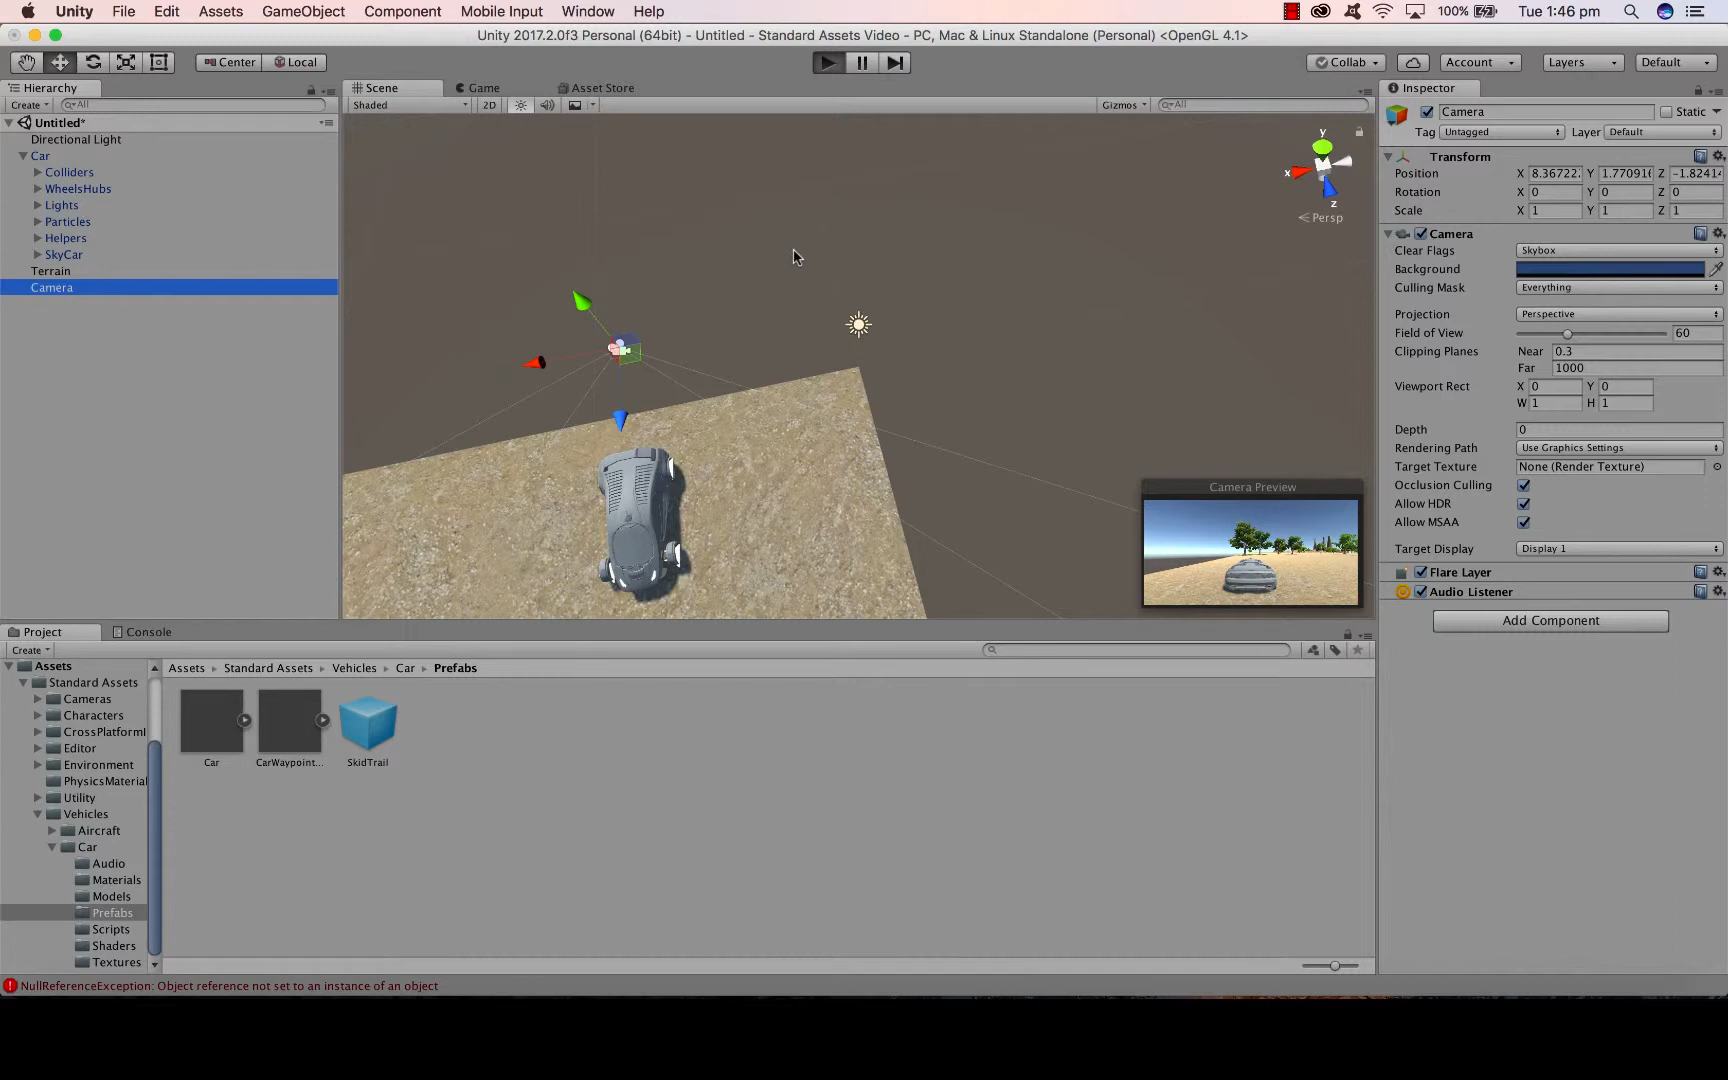 Unity File Edit Assets GameObject Component Mobile Input Window Help 100% Tue 1:46 pm
Unity 2017.2.0f3 Personal (64bit) - Untitled - Standard Assets Video - PC, Mac & Linux Standalone (Personal) <OpenGL 4.1>
Center Local Collab Account Layers Default
Hierarchy
Create All
Untitled*
Directional Light
Car
Colliders
WheelsHubs
Lights
Particles
Helpers
SkyCar
Terrain
Camera
Scene Game Asset Store
Shaded 2D Gizmos All
y
x
z
Persp
Camera Preview
Inspector
Camera Static
Tag Untagged Layer Default
Transform
Position X 8.367222 Y 1.770916 Z -1.82414
Rotation X 0 Y 0 Z 0
Scale X 1 Y 1 Z 1
Camera
Clear Flags Skybox
Background
Culling Mask Everything
Projection Perspective
Field of View 60
Clipping Planes Near 0.3
Far 1000
Viewport Rect X 0 Y 0
W 1 H 1
Depth 0
Rendering Path Use Graphics Settings
Target Texture None (Render Texture)
Occlusion Culling
Allow HDR
Allow MSAA
Target Display Display 1
Flare Layer
Audio Listener
Add Component
Project Console
Create
Assets
Standard Assets
Cameras
Characters
CrossPlatformI
Editor
Environment
PhysicsMaterial
Utility
Vehicles
Aircraft
Car
Audio
Materials
Models
Prefabs
Scripts
Shaders
Textures
Assets Standard Assets Vehicles Car Prefabs
Car CarWaypoint... SkidTrail
NullReferenceException: Object reference not set to an instance of an object